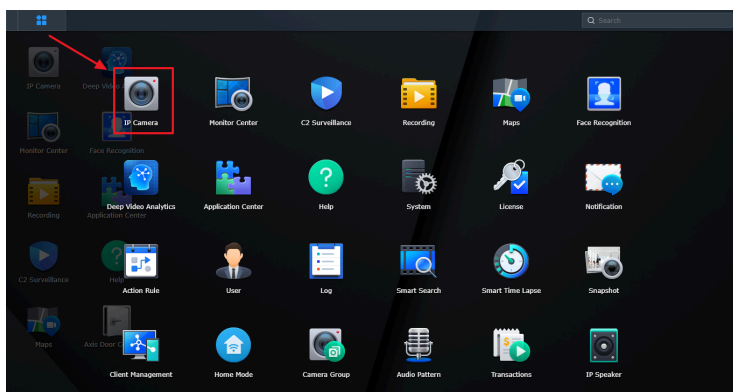 Search
IP Camera
Monitor Center
C2 Surveillance
Recording
Maps
Face Recognition
Deep Video Analytics
Application Center
Help
System
License
Notification
Action Rule
User
Log
Smart Search
Smart Time Lapse
Snapshot
Client Management
Home Mode
Camera Group
Audio Pattern
Transactions
IP Speaker
IP Camera
Deep Video
Monitor Center
Face Recognition
Recording
Application Center
C2 Surveillance
Help
Maps
Axis Door